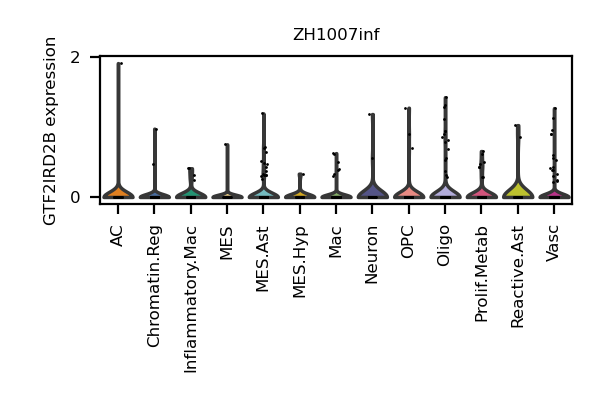 ZH1007inf
GTF2IRD2B expression
2
0
AC
Chromatin.Reg
Inflammatory.Mac
MES
MES.Ast
MES.Hyp
Mac
Neuron
OPC
Oligo
Prolif.Metab
Reactive.Ast
Vasc